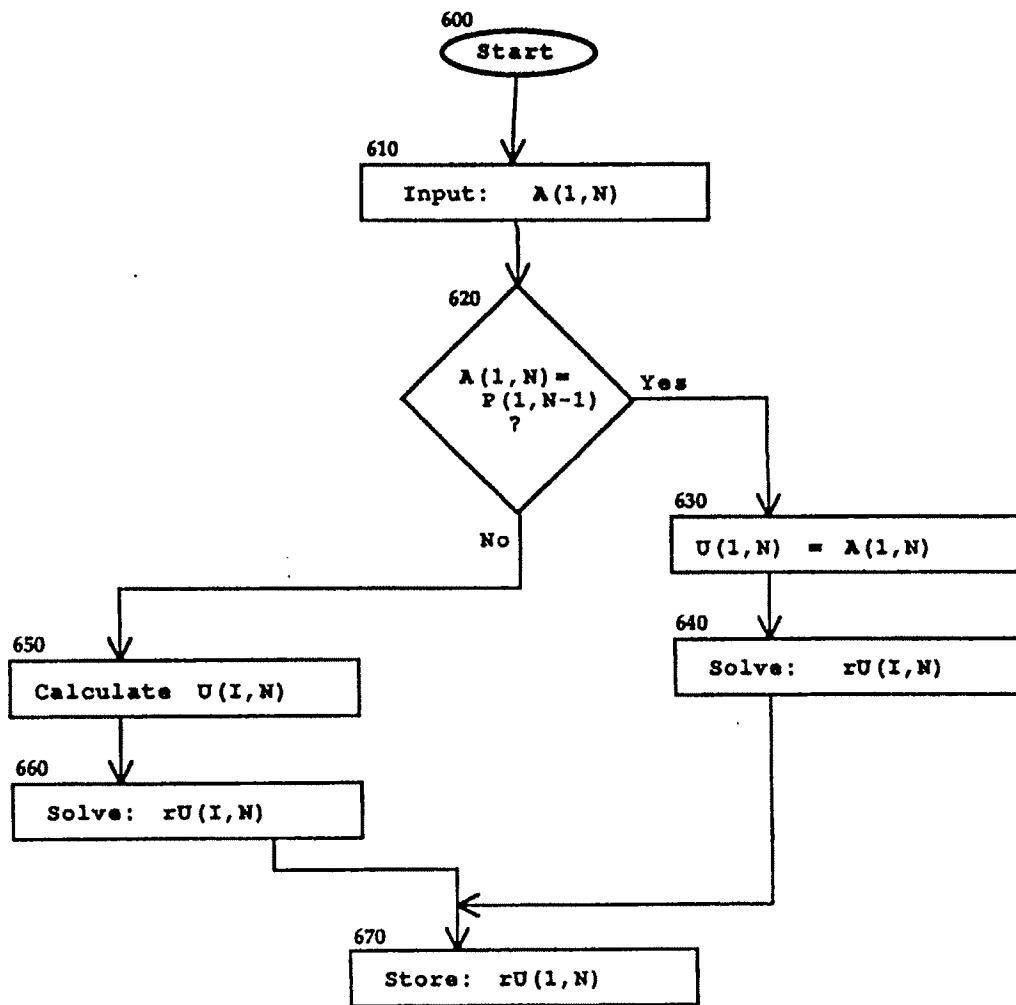 600
Start
610
Input: A(1,N)
620
A(1,N)=
P(1,N-1)
?
Yes
No
630
U(1,N) = A(1,N)
640
Solve: rU(I,N)
650
Calculate U(I,N)
660
Solve: rU(I,N)
670
Store: rU(1,N)